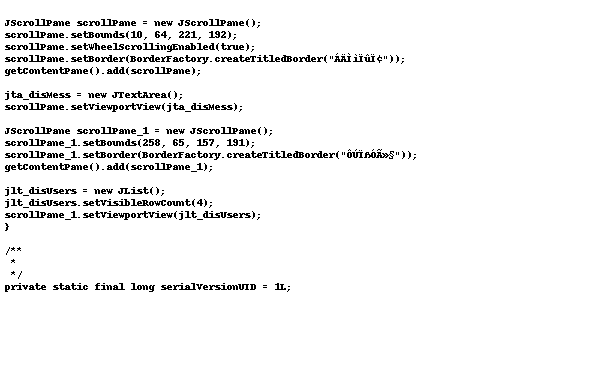 JScrollPane scrollPane = new JScrollPane();
scrollPane.setBounds(10, 64, 221, 192);
scrollPane.setWheelScrollingEnabled(true);
scrollPane.setBorder(BorderFactory.createTitledBorder("ÁÄÌìÏûÏ¢"));
getContentPane().add(scrollPane);
jta_disMess = new JTextArea();
scrollPane.setViewportView(jta_disMess);
JScrollPane scrollPane_1 = new JScrollPane();
scrollPane_1.setBounds(258, 65, 157, 191);
scrollPane_1.setBorder(BorderFactory.createTitledBorder("ÔÚÏßÓÃ»§"));
getContentPane().add(scrollPane_1);
jlt_disUsers = new JList();
jlt_disUsers.setVisibleRowCount(4);
scrollPane_1.setViewportView(jlt_disUsers);
}
/**
*
*/
private static final long serialVersionUID = 1L;